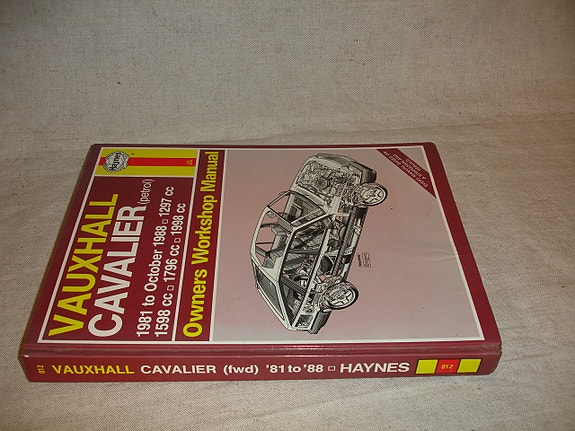 Haynes
VAUXHALL
CAVALIER (petrol)
1981 to October 1988 □ 1297 cc
1598 cc □ 1796 cc □ 1998 cc
Owners Workshop Manual
812 VAUXHALL CAVALIER (fwd) '81 to '88 □ HAYNES 812